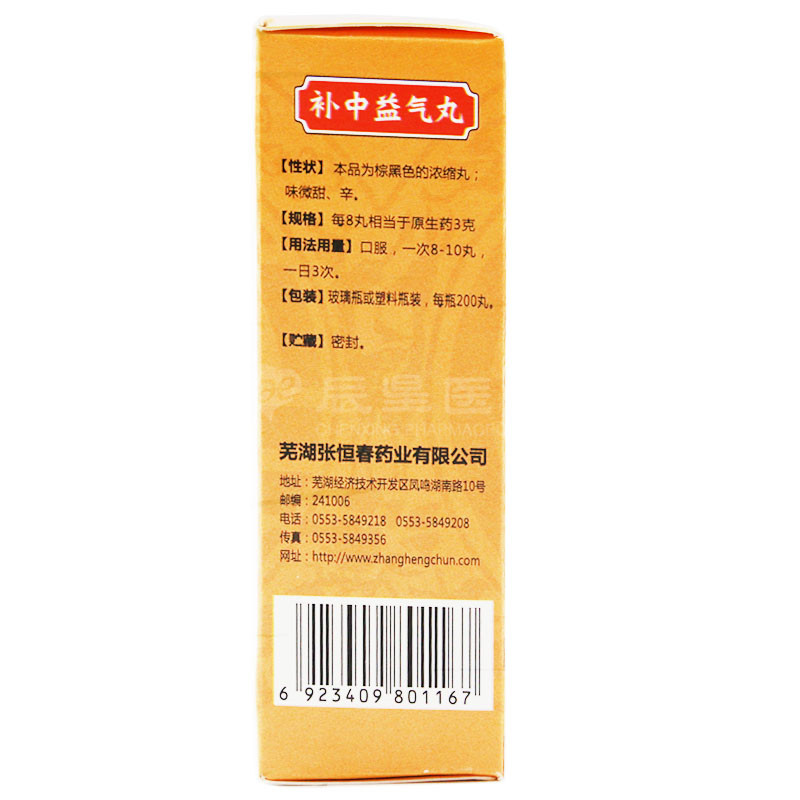 补中益气丸
【性状】本品为棕黑色的浓缩丸；
味微甜、辛。
【规格】每8丸相当于原生药3克
【用法用量】口服，一次8-10丸，
一日3次。
【包装】玻璃瓶或塑料瓶装，每瓶200丸。
【贮藏】密封。
辰星医
芜湖张恒春药业有限公司
地址：芜湖经济技术开发区凤鸣湖南路10号
邮编：241006
电话：0553-5849218 0553-5849208
传真：0553-5849356
网址：http://www.zhanghengchun.com
6 923409 801167